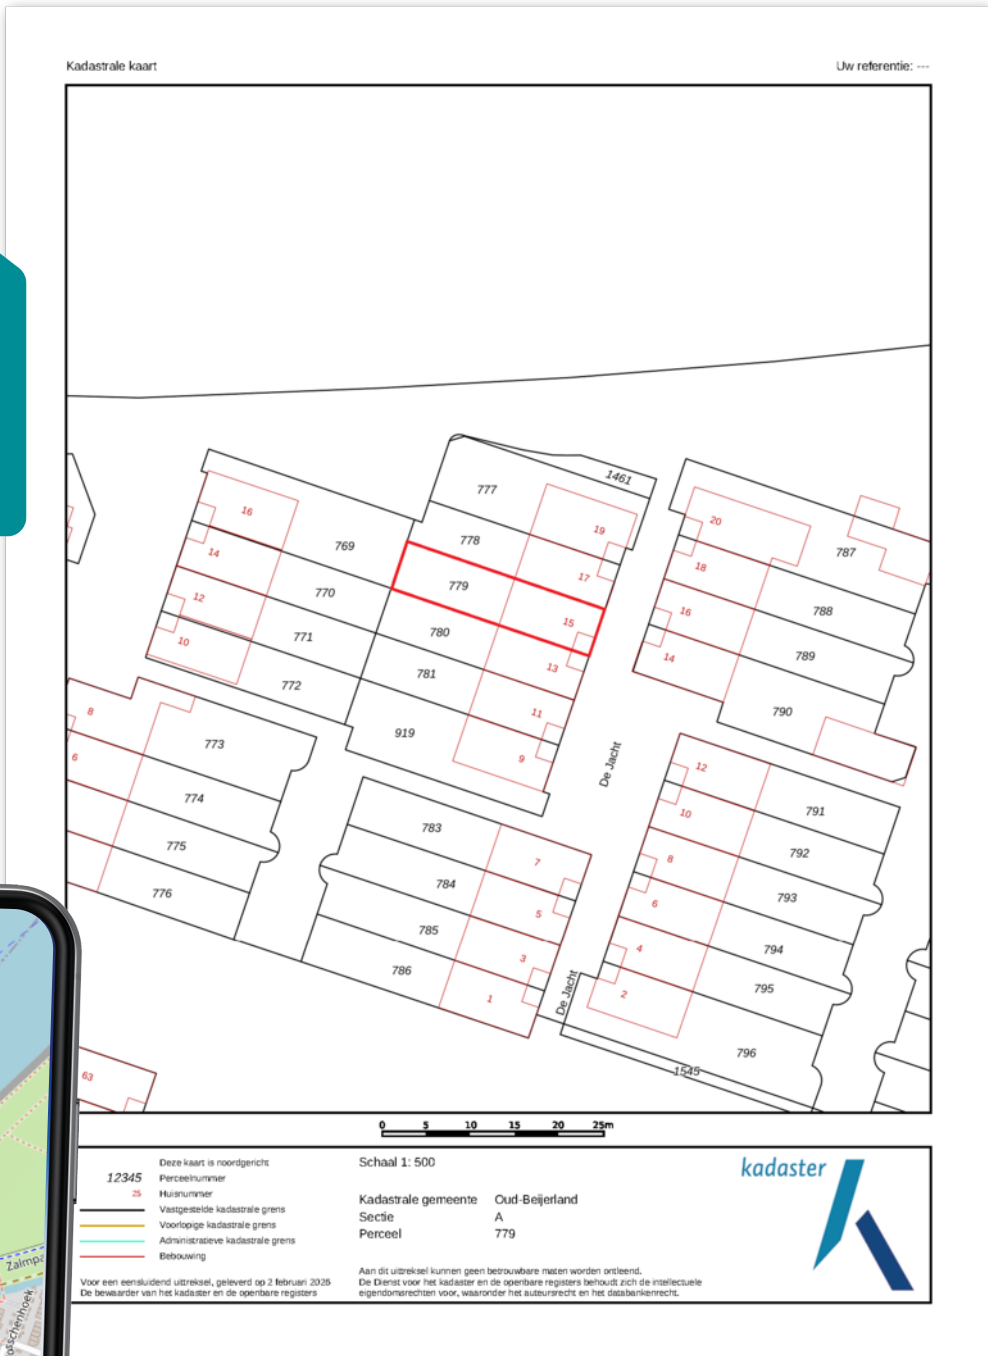 Kadastrale kaart
Uw referentie: ---
1461
777
19
16
20
778
787
769
14
17
18
779
770
788
12
15
16
780
771
10
13
14
789
781
772
11
790
8
919
773
9
De Jacht
6
12
774
10
791
783
775
7
8
792
784
776
5
6
793
785
3
4
794
786
1
De Jacht
2
795
796
1545
63
0 5 10 15 20 25m
Deze kaart is noordgericht
12345 Perceelnummer
25 Huisnummer
Vastgestelde kadastrale grens
Voorlopige kadastrale grens
Administratieve kadastrale grens
Bebouwing
Voor een eensluidend uittreksel, geleverd op 2 februari 2026
De bewaarder van het kadaster en de openbare registers
Schaal 1: 500
Kadastrale gemeente Oud-Beijerland
Sectie A
Perceel 779
Aan dit uittreksel kunnen geen betrouwbare maten worden ontleend.
De Dienst voor het kadaster en de openbare registers behoudt zich de intellectuele
eigendomsrechten voor, waaronder het auteursrecht en het databankenrecht.
kadaster